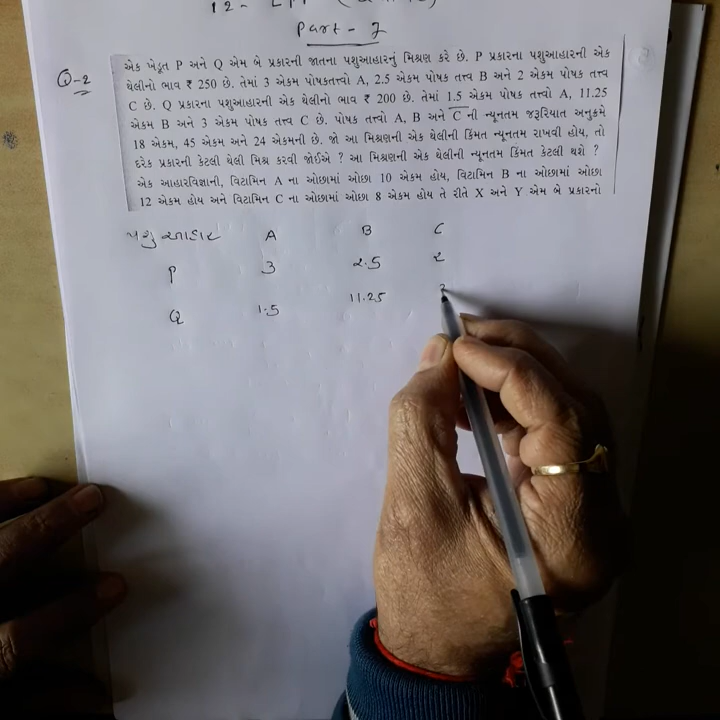 Part - 7
Q-2
એક ખેડૂત P અને Q એમ બે પ્રકારની જાતના પશુઆહારનું મિશ્રણ કરે છે. P પ્રકારના પશુઆહારની એક
થેલીનો ભાવ ₹ 250 છે. તેમાં 3 એકમ પોષકતત્ત્વો A, 2.5 એકમ પોષક તત્ત્વ B અને 2 એકમ પોષક તત્ત્વ
C છે. Q પ્રકારના પશુઆહારની એક થેલીનો ભાવ ₹ 200 છે. તેમાં 1.5 એકમ પોષક તત્ત્વો A, 11.25
એકમ B અને 3 એકમ પોષક તત્ત્વ C છે. પોષક તત્ત્વો A, B અને C ની ન્યૂનતમ જરૂરિયાત અનુક્રમે
18 એકમ, 45 એકમ અને 24 એકમની છે. જો આ મિશ્રણની એક થેલીની કિંમત ન્યૂનતમ રાખવી હોય, તો
દરેક પ્રકારની કેટલી થેલી મિશ્ર કરવી જોઈએ ? આ મિશ્રણની એક થેલીની ન્યૂનતમ કિંમત કેટલી થશે ?
એક આહારવિજ્ઞાની, વિટામિન A ના ઓછામાં ઓછા 10 એકમ હોય, વિટામિન B ના ઓછામાં ઓછા
12 એકમ હોય અને વિટામિન C ના ઓછામાં ઓછા 8 એકમ હોય તે રીતે X અને Y એમ બે પ્રકારનો
પશુ આહાર A B C
P 3 2.5 2
Q 1.5 11.25